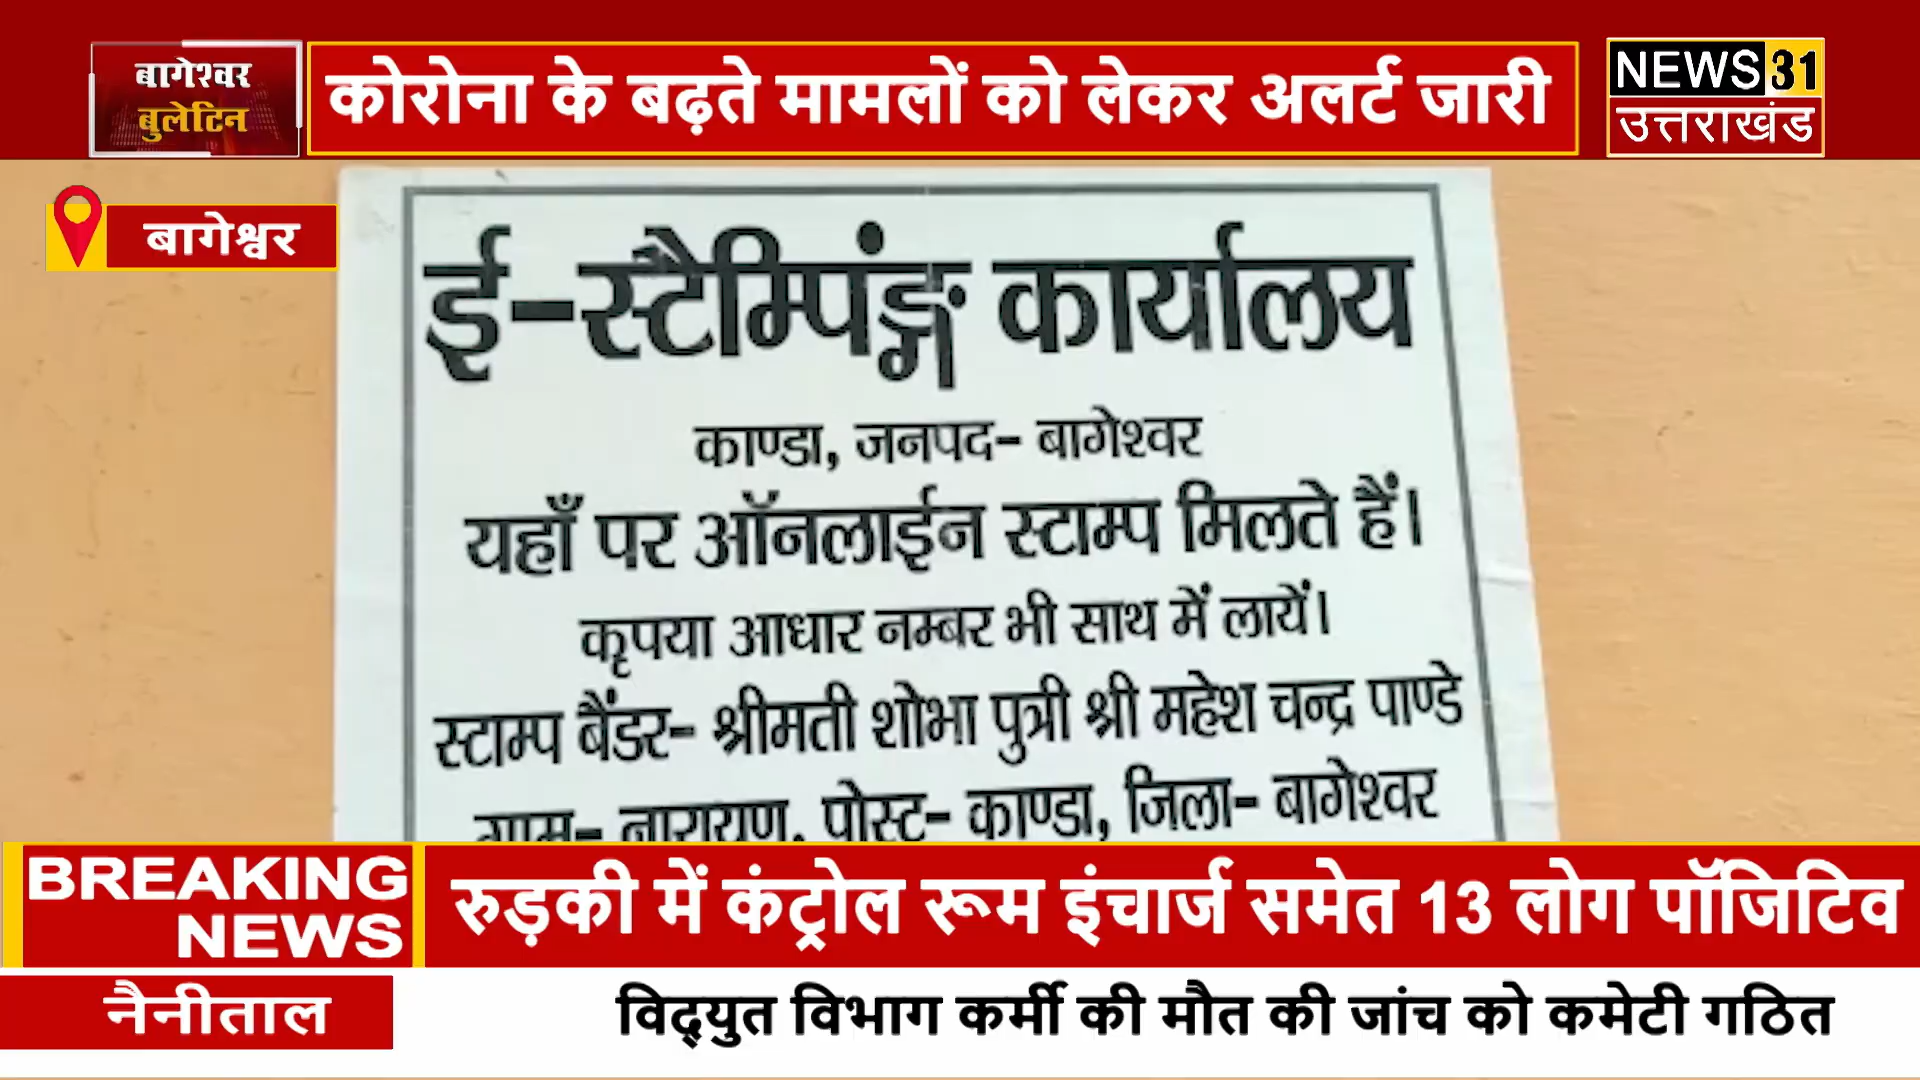 बागेश्वर
बुलेटिन
कोरोना के बढ़ते मामलों को लेकर अलर्ट जारी
NEWS 31
उत्तराखंड
बागेश्वर
ई-स्टैम्पिंङ्ग कार्यालय
काण्डा, जनपद- बागेश्वर
यहाँ पर ऑनलाईन स्टाम्प मिलते हैं।
कृपया आधार नम्बर भी साथ में लायें।
स्टाम्प बैंडर- श्रीमती शोभा पुत्री श्री महेश चन्द्र पाण्डे
ग्राम- नारायण, पोस्ट- काण्डा, जिला- बागेश्वर
BREAKING
NEWS
रुड़की में कंट्रोल रूम इंचार्ज समेत 13 लोग पॉजिटिव
नैनीताल
विद्युत विभाग कर्मी की मौत की जांच को कमेटी गठित